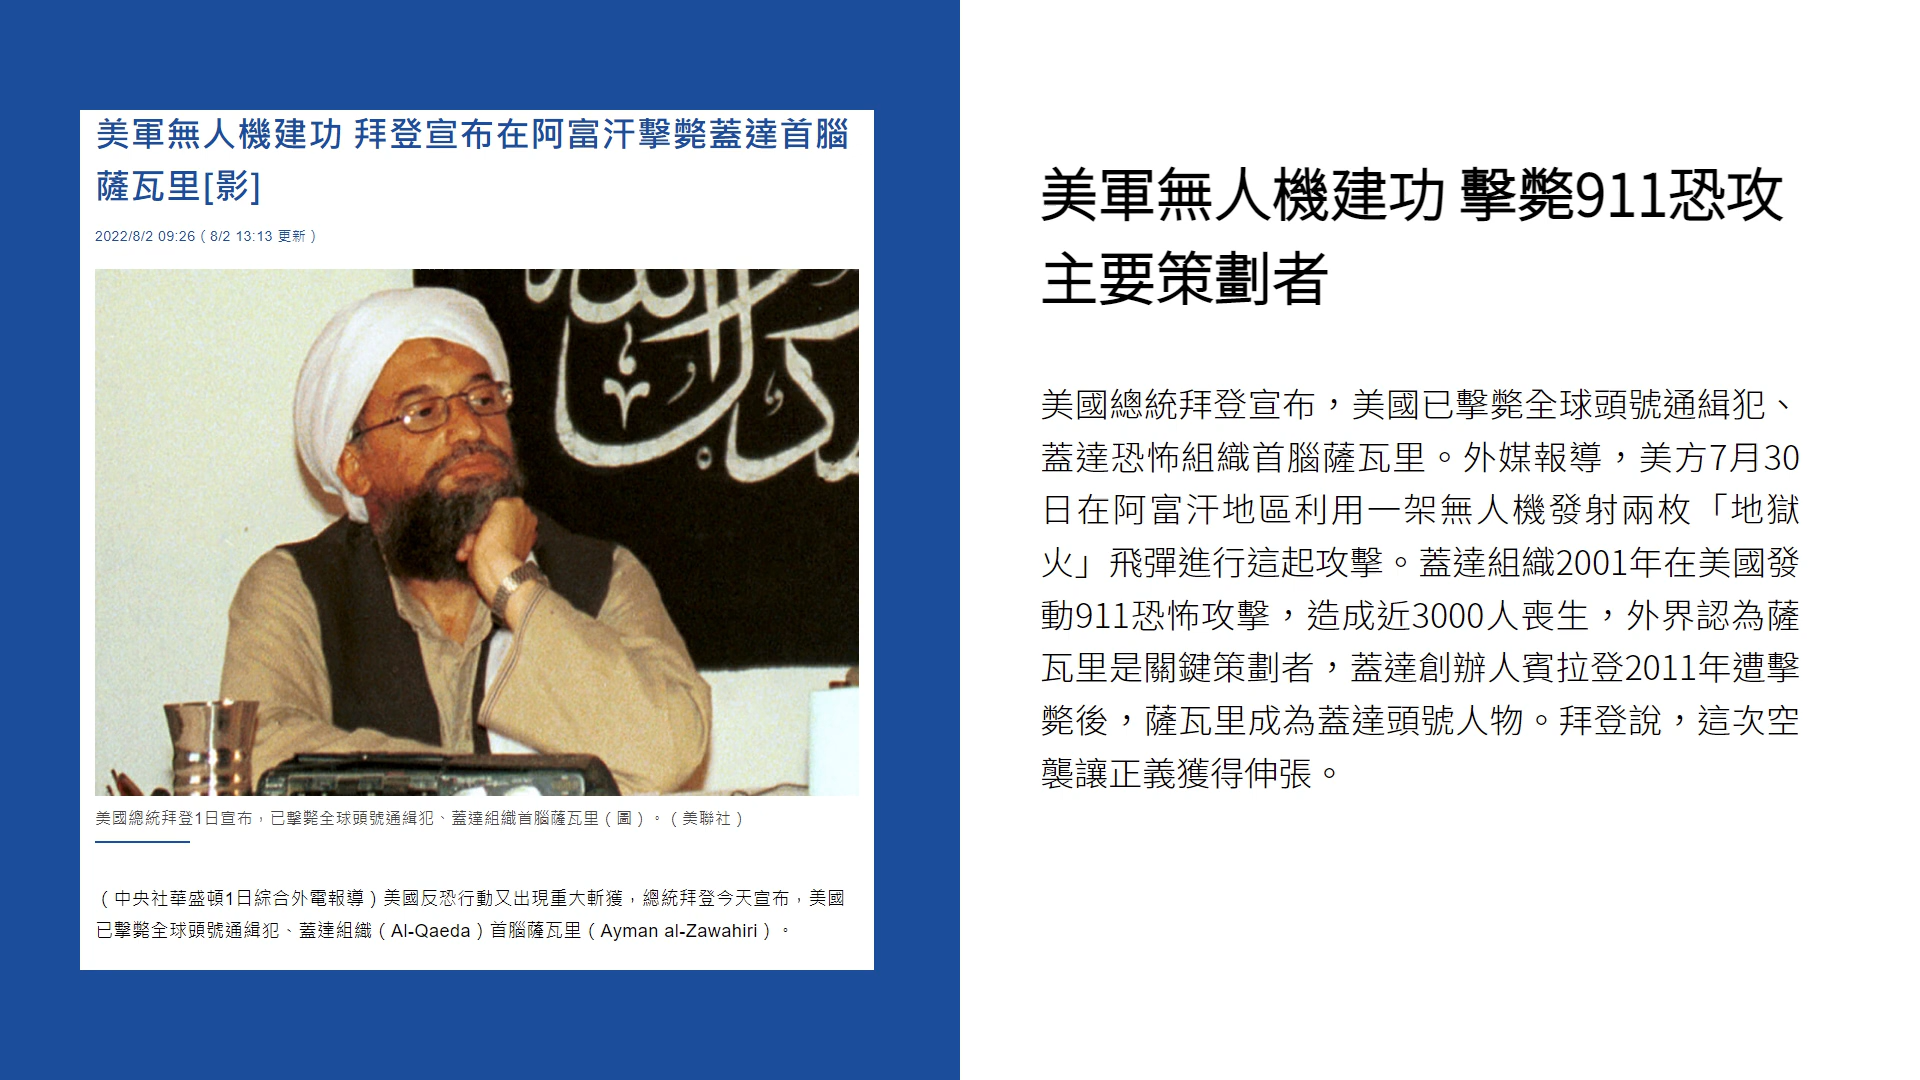 美軍無人機建功 拜登宣布在阿富汗擊斃蓋達首腦
薩瓦里[影]
2022/8/2 09:26（8/2 13:13 更新）
美國總統拜登1日宣布，已擊斃全球頭號通緝犯、蓋達組織首腦薩瓦里（圖）。（美聯社）
（中央社華盛頓1日綜合外電報導）美國反恐行動又出現重大斬獲，總統拜登今天宣布，美國
已擊斃全球頭號通緝犯、蓋達組織（Al-Qaeda）首腦薩瓦里（Ayman al-Zawahiri）。
美軍無人機建功 擊斃911恐攻
主要策劃者
美國總統拜登宣布，美國已擊斃全球頭號通緝犯、
蓋達恐怖組織首腦薩瓦里。外媒報導，美方7月30
日在阿富汗地區利用一架無人機發射兩枚「地獄
火」飛彈進行這起攻擊。蓋達組織2001年在美國發
動911恐怖攻擊，造成近3000人喪生，外界認為薩
瓦里是關鍵策劃者，蓋達創辦人賓拉登2011年遭擊
斃後，薩瓦里成為蓋達頭號人物。拜登說，這次空
襲讓正義獲得伸張。